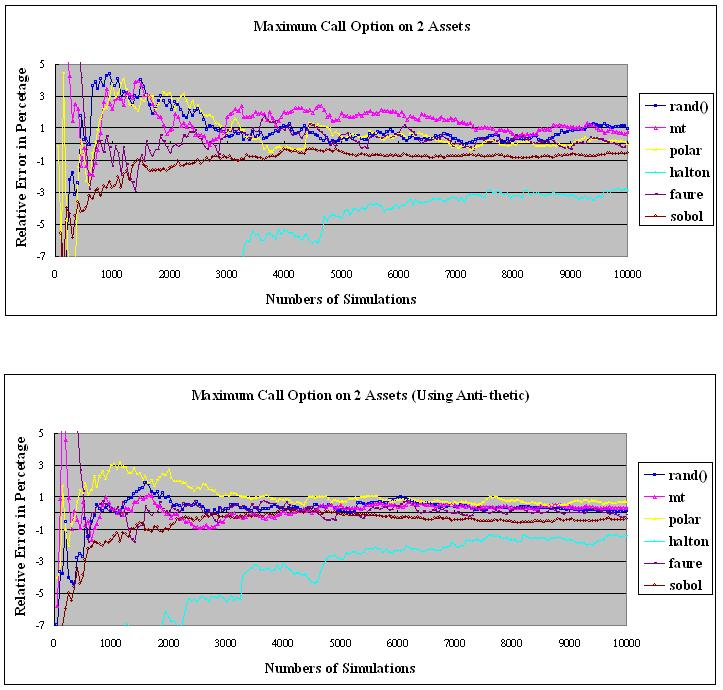 Maximum Call Option on 2 Assets
Relative Error in Percetage
5
3
1
-1
-3
-5
-7
0 1000 2000 3000 4000 5000 6000 7000 8000 9000 10000
Numbers of Simulations
rand()
mt
polar
halton
faure
sobol
Maximum Call Option on 2 Assets (Using Anti-thetic)
Relative Error in Percetage
5
3
1
-1
-3
-5
-7
0 1000 2000 3000 4000 5000 6000 7000 8000 9000 10000
Numbers of Simulations
rand()
mt
polar
halton
faure
sobol